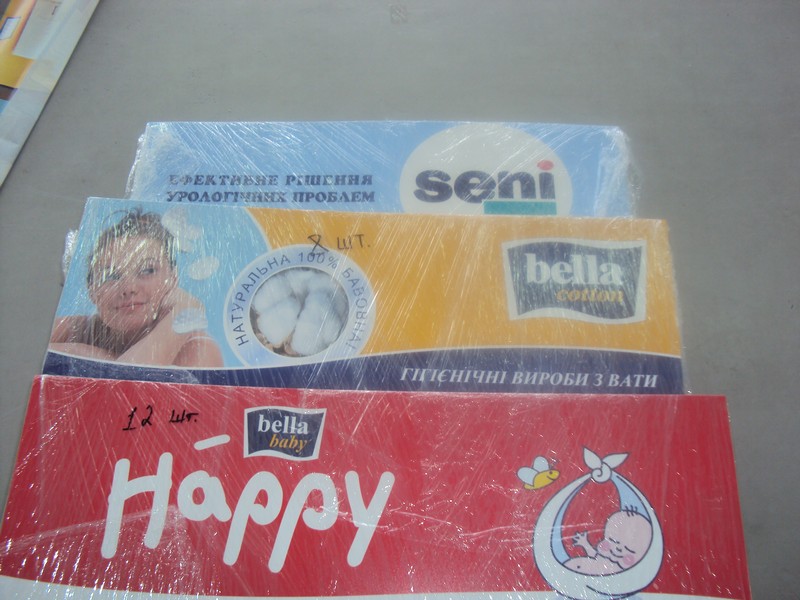 ЕФЕКТИВНЕ РІШЕННЯ
УРОЛОГІЧНИХ ПРОБЛЕМ
seni
8 шт.
НАТУРАЛЬНА 100% БАВОВНА!
bella
cotton
ГІГІЄНІЧНІ ВИРОБИ З ВАТИ
12 шт.
bella
baby
Háppy